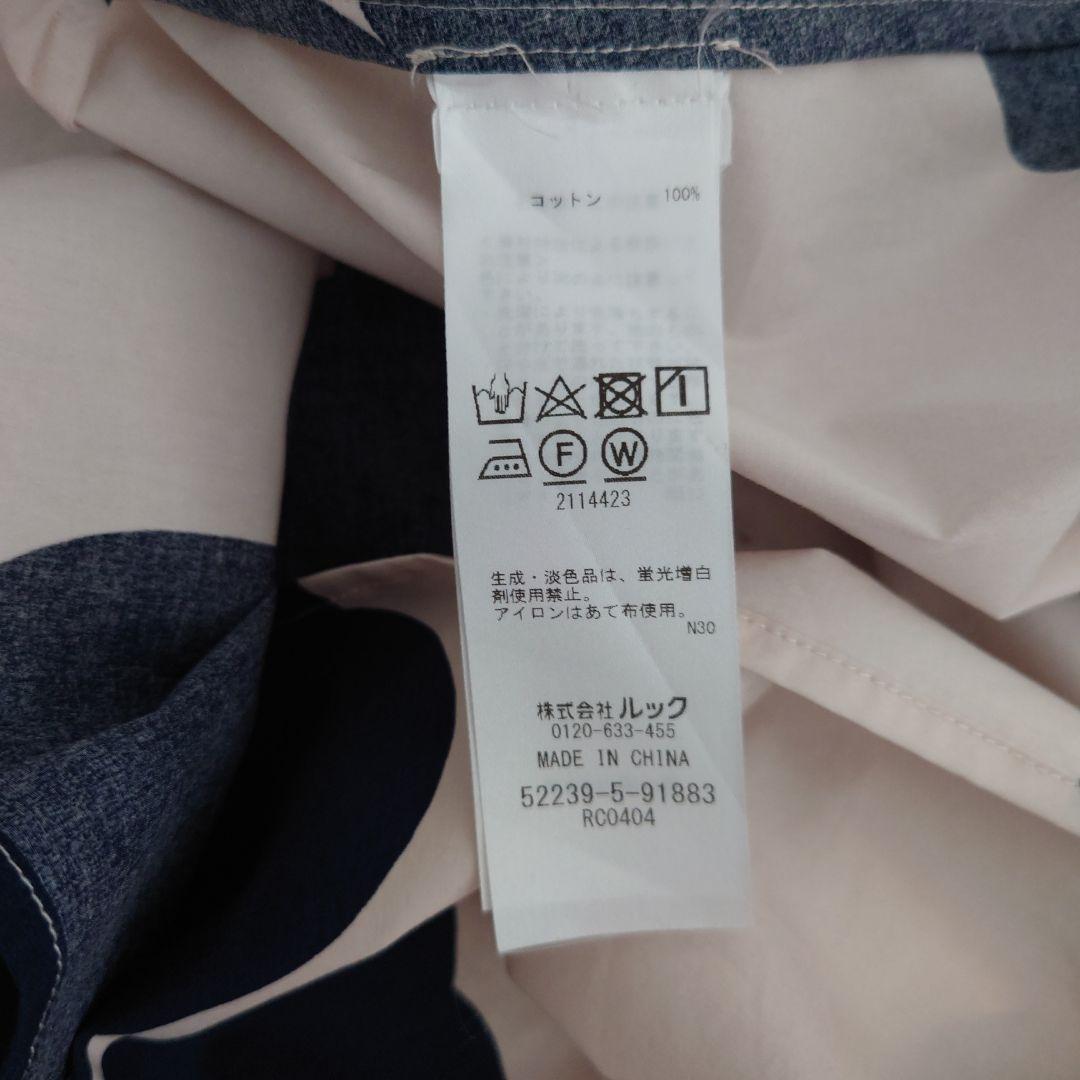 コットン 100%
F W
2114423
生成・淡色品は、蛍光増白
剤使用禁止。
アイロンはあて布使用。
N30
株式会社 ルック
0120-633-455
MADE IN CHINA
52239-5-91883
RC0404